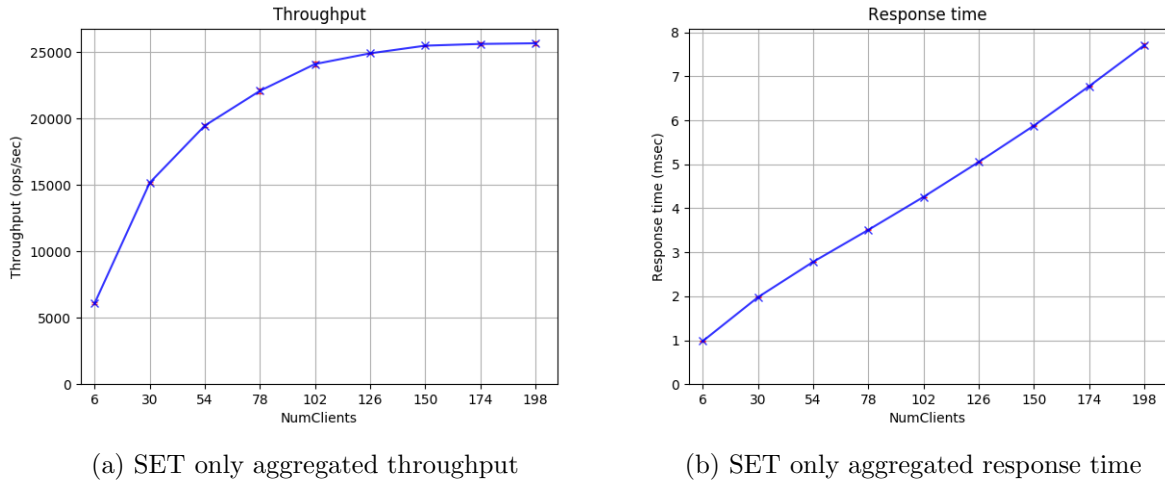 Throughput
25000
20000
15000
10000
5000
0
Throughput (ops/sec)
6 30 54 78 102 126 150 174 198
NumClients
(a) SET only aggregated throughput
Response time
8
7
6
5
4
3
2
1
0
Response time (msec)
6 30 54 78 102 126 150 174 198
NumClients
(b) SET only aggregated response time